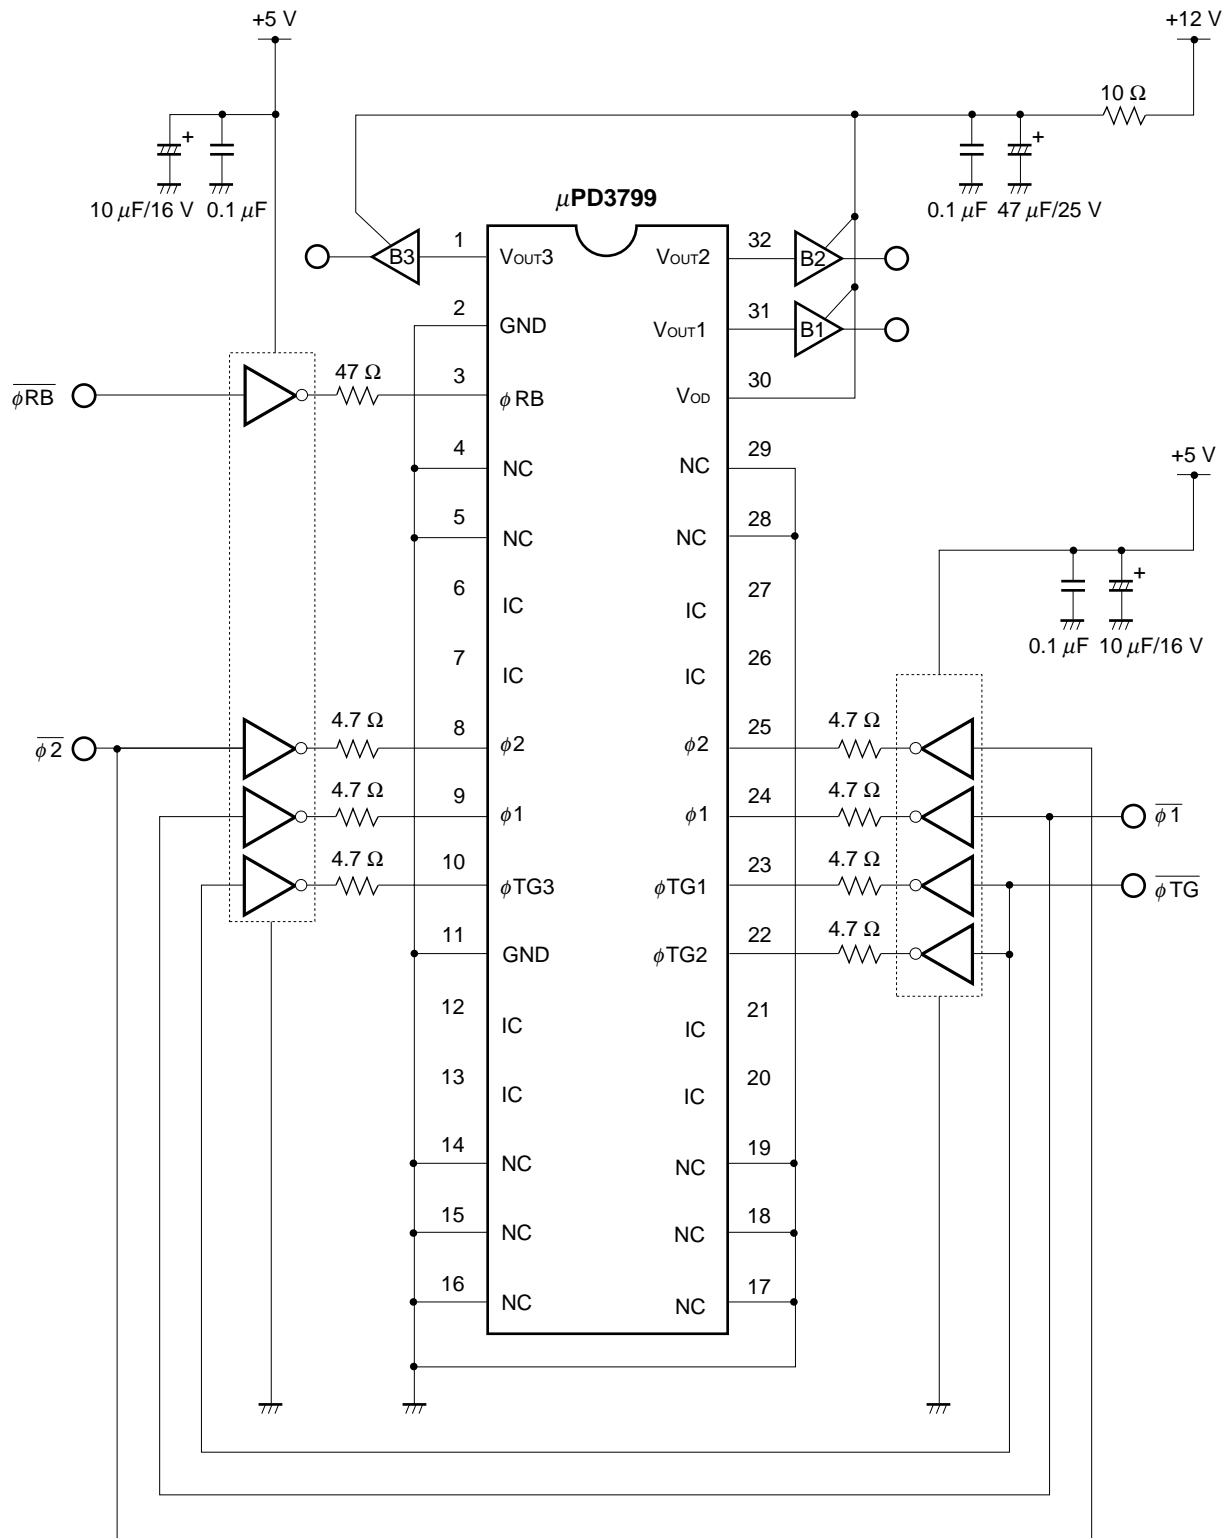 +5 V
+12 V
10 Ω
+
+
10 μF/16 V 0.1 μF
0.1 μF 47 μF/25 V
μPD3799
B3
1
VOUT3
VOUT2
32
B2
2
GND
VOUT1
31
B1
φRB
47 Ω
3
φRB
VOD
30
4
NC
NC
29
+5 V
5
NC
NC
28
6
IC
IC
27
+
0.1 μF 10 μF/16 V
7
IC
IC
26
φ2
4.7 Ω
8
φ2
φ2
25
4.7 Ω
4.7 Ω
9
φ1
φ1
24
4.7 Ω
φ1
4.7 Ω
10
φTG3
φTG1
23
4.7 Ω
φTG
11
GND
φTG2
22
4.7 Ω
12
IC
IC
21
13
IC
IC
20
14
NC
NC
19
15
NC
NC
18
16
NC
NC
17